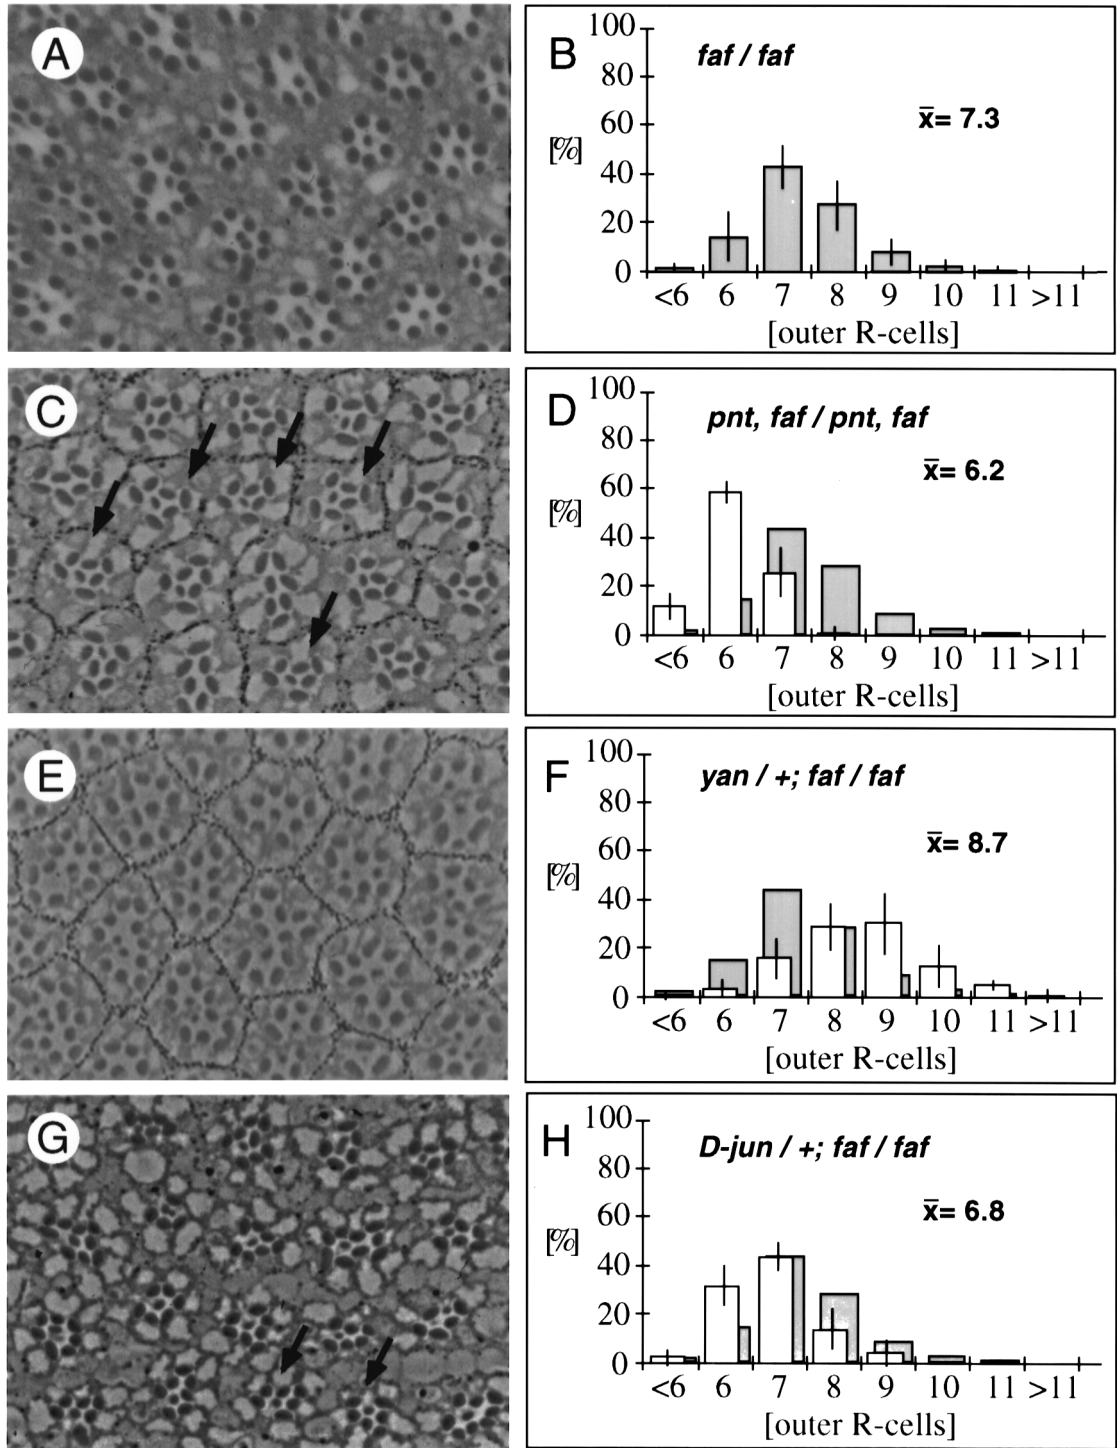 A
B
faf / faf
x̄= 7.3
[%]
100
80
60
40
20
0
<6 6 7 8 9 10 11 >11
[outer R-cells]
C
D
pnt, faf / pnt, faf
x̄= 6.2
[%]
100
80
60
40
20
0
<6 6 7 8 9 10 11 >11
[outer R-cells]
E
F
yan / +; faf / faf
x̄= 8.7
[%]
100
80
60
40
20
0
<6 6 7 8 9 10 11 >11
[outer R-cells]
G
H
D-jun / +; faf / faf
x̄= 6.8
[%]
100
80
60
40
20
0
<6 6 7 8 9 10 11 >11
[outer R-cells]